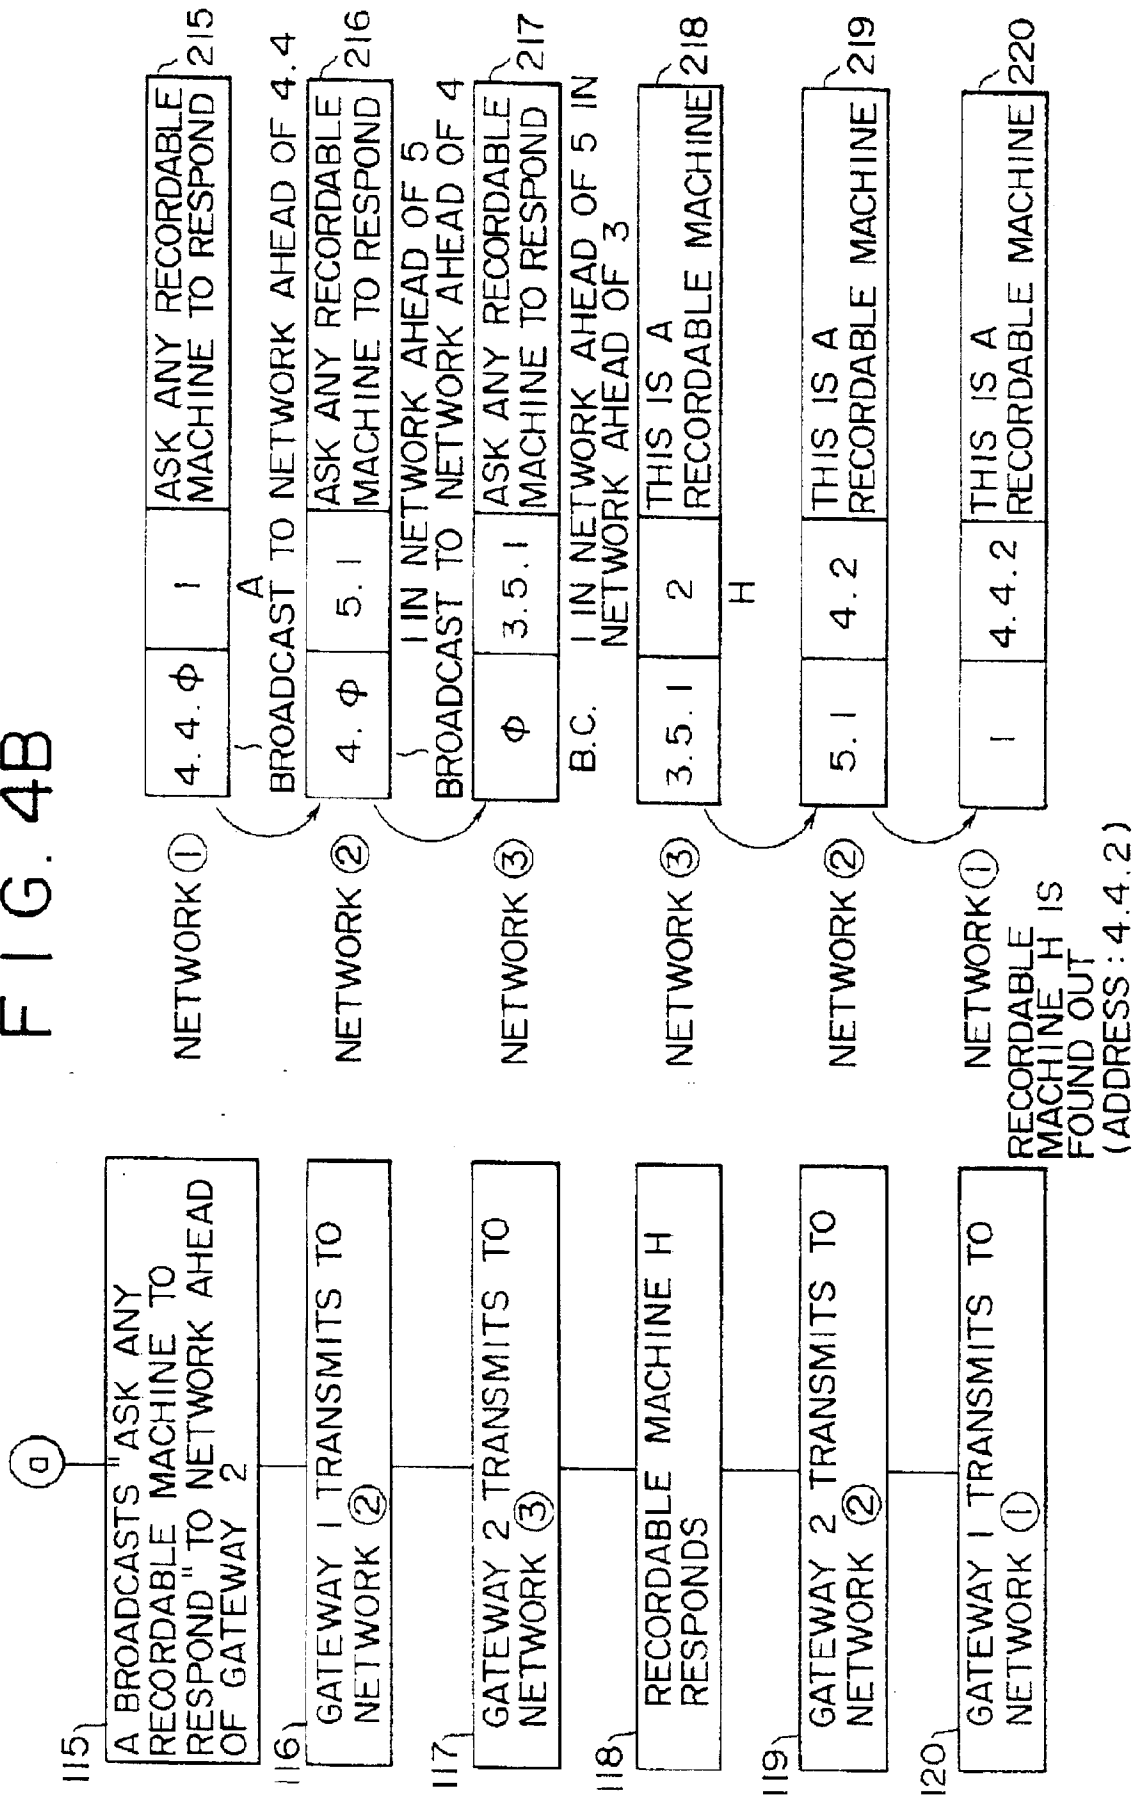 FIG. 4B
a
115
A BROADCASTS "ASK ANY
RECORDABLE MACHINE TO
RESPOND" TO NETWORK AHEAD
OF GATEWAY 2
116
GATEWAY 1 TRANSMITS TO
NETWORK ②
117
GATEWAY 2 TRANSMITS TO
NETWORK ③
118
RECORDABLE MACHINE H
RESPONDS
119
GATEWAY 2 TRANSMITS TO
NETWORK ②
120
GATEWAY 1 TRANSMITS TO
NETWORK ①
NETWORK ①
4.4.Φ
1
ASK ANY RECORDABLE
MACHINE TO RESPOND
215
A
BROADCAST TO NETWORK AHEAD OF 4.4
NETWORK ②
4.Φ
5.1
ASK ANY RECORDABLE
MACHINE TO RESPOND
216
1 IN NETWORK AHEAD OF 5
BROADCAST TO NETWORK AHEAD OF 4
NETWORK ③
Φ
3.5.1
ASK ANY RECORDABLE
MACHINE TO RESPOND
217
B.C.
1 IN NETWORK AHEAD OF 5 IN
NETWORK AHEAD OF 3
NETWORK ③
3.5.1
2
THIS IS A
RECORDABLE MACHINE
218
H
NETWORK ②
5.1
4.2
THIS IS A
RECORDABLE MACHINE
219
NETWORK ①
1
4.4.2
THIS IS A
RECORDABLE MACHINE
220
RECORDABLE
MACHINE H IS
FOUND OUT
(ADDRESS:4.4.2)